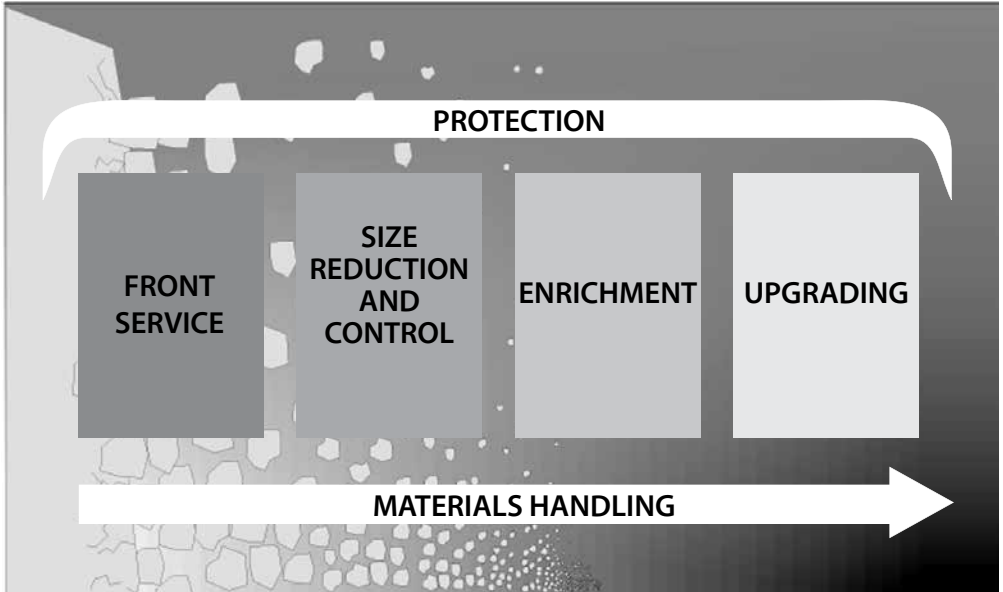 PROTECTION
FRONT
SERVICE
SIZE
REDUCTION
AND
CONTROL
ENRICHMENT
UPGRADING
MATERIALS HANDLING